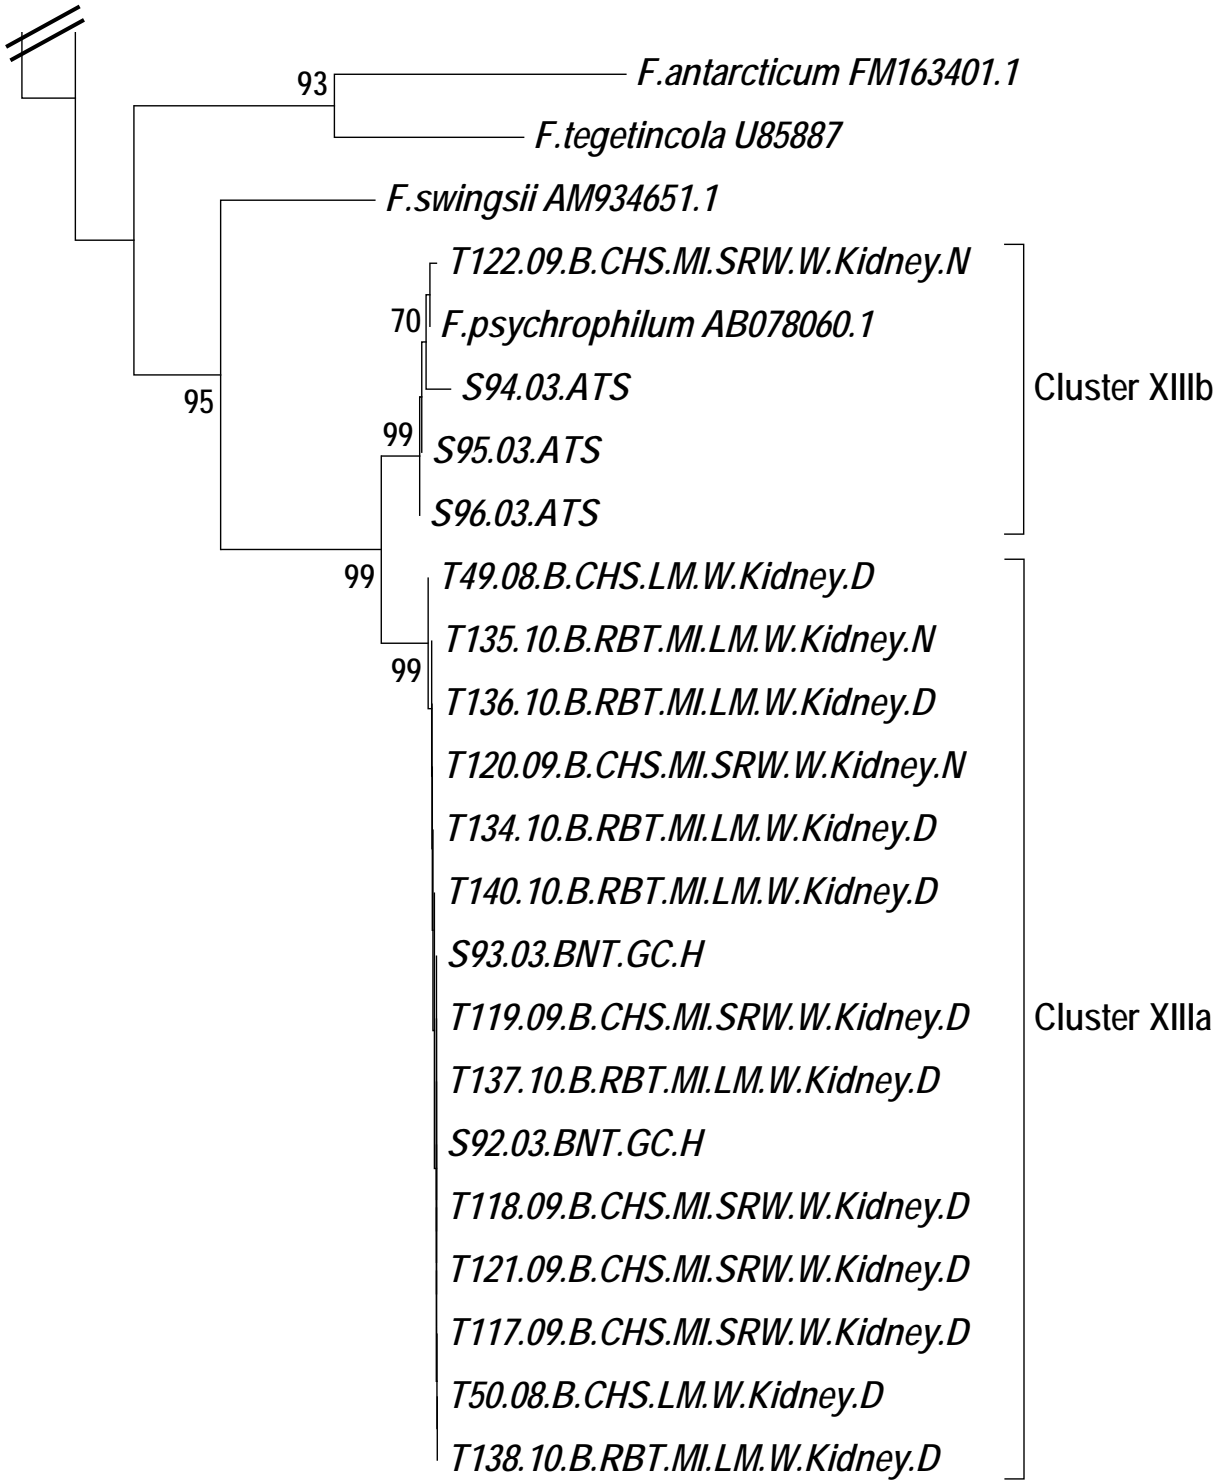 93
F.antarcticum FM163401.1
F.tegetincola U85887
F.swingsii AM934651.1
T122.09.B.CHS.MI.SRW.W.Kidney.N
70
F.psychrophilum AB078060.1
S94.03.ATS
Cluster XIIIb
95
99
S95.03.ATS
S96.03.ATS
99
T49.08.B.CHS.LM.W.Kidney.D
T135.10.B.RBT.MI.LM.W.Kidney.N
99
T136.10.B.RBT.MI.LM.W.Kidney.D
T120.09.B.CHS.MI.SRW.W.Kidney.N
T134.10.B.RBT.MI.LM.W.Kidney.D
T140.10.B.RBT.MI.LM.W.Kidney.D
S93.03.BNT.GC.H
T119.09.B.CHS.MI.SRW.W.Kidney.D
Cluster XIIIa
T137.10.B.RBT.MI.LM.W.Kidney.D
S92.03.BNT.GC.H
T118.09.B.CHS.MI.SRW.W.Kidney.D
T121.09.B.CHS.MI.SRW.W.Kidney.D
T117.09.B.CHS.MI.SRW.W.Kidney.D
T50.08.B.CHS.LM.W.Kidney.D
T138.10.B.RBT.MI.LM.W.Kidney.D